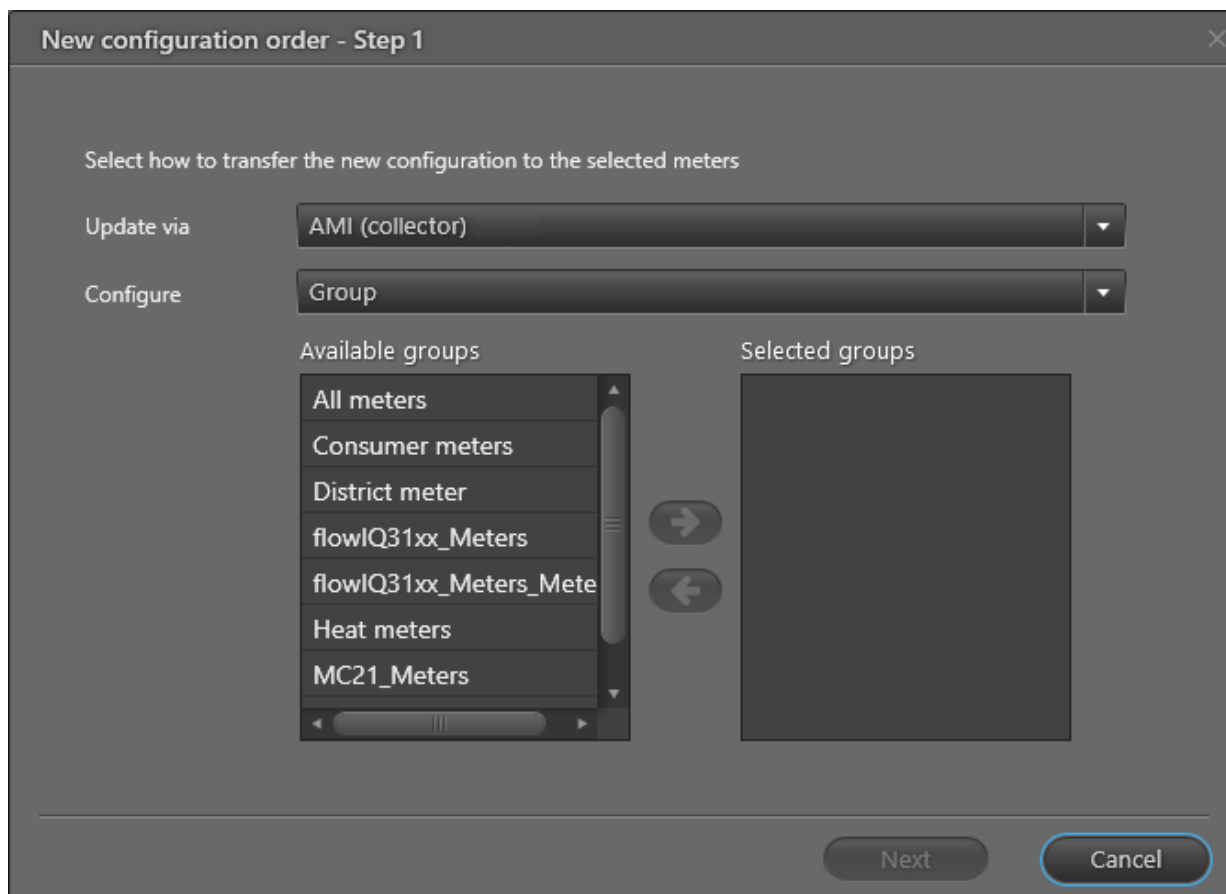 New configuration order - Step 1
Select how to transfer the new configuration to the selected meters
Update via
AMI (collector)
Configure
Group
Available groups
Selected groups
All meters
Consumer meters
District meter
flowIQ31xx_Meters
flowIQ31xx_Meters_Mete
Heat meters
MC21_Meters
Next
Cancel